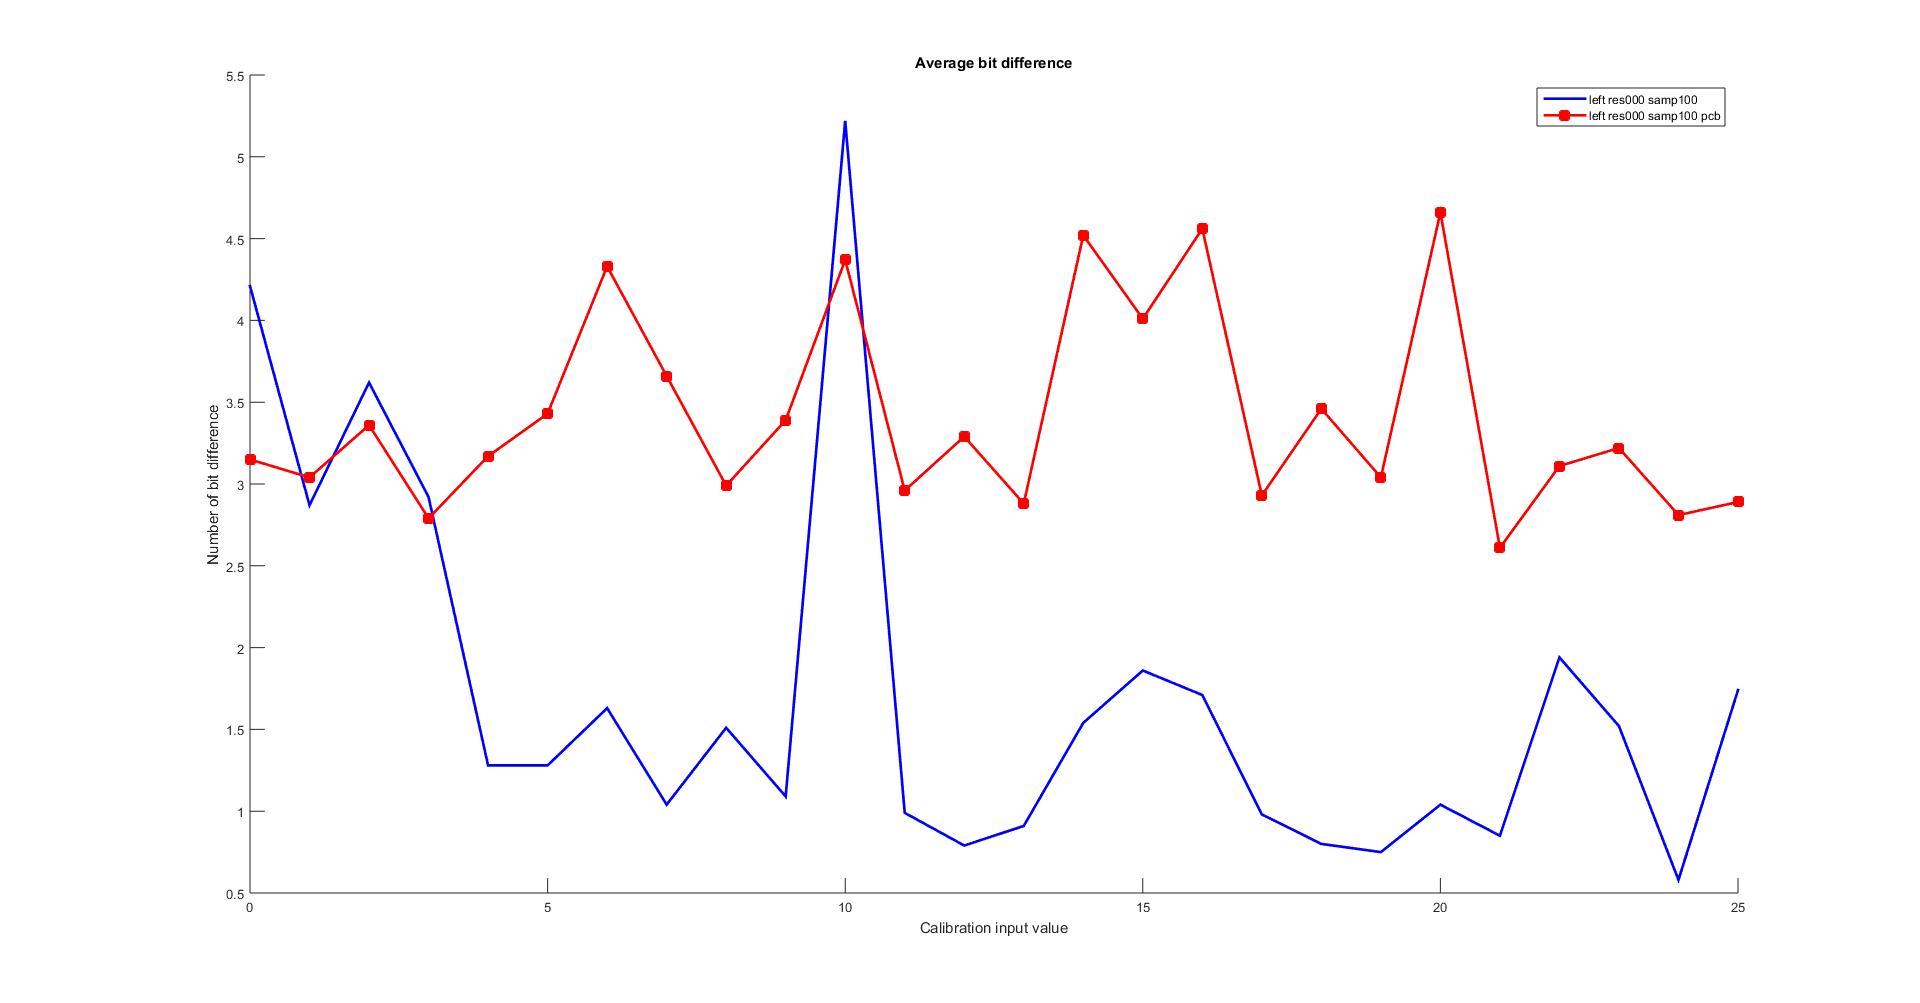 Average bit difference
left res000 samp100
left res000 samp100 pcb
5.5
5
4.5
4
3.5
3
2.5
2
1.5
1
0.5
Number of bit difference
0 5 10 15 20 25
Calibration input value